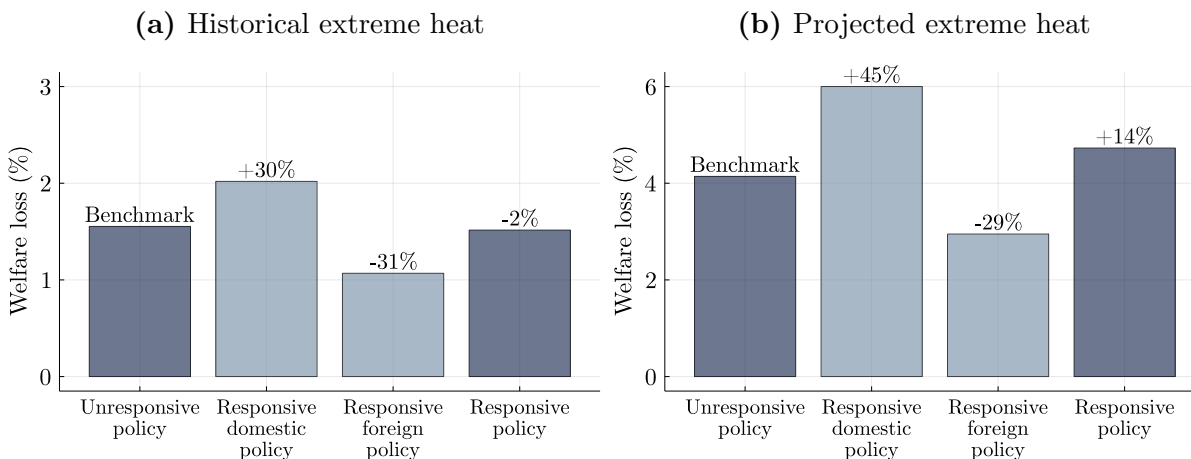 (a) Historical extreme heat
Welfare loss (%)
3
2
1
0
Benchmark
+30%
-31%
-2%
Unresponsive
policy
Responsive
domestic
policy
Responsive
foreign
policy
Responsive
policy
(b) Projected extreme heat
Welfare loss (%)
6
4
2
0
Benchmark
+45%
-29%
+14%
Unresponsive
policy
Responsive
domestic
policy
Responsive
foreign
policy
Responsive
policy